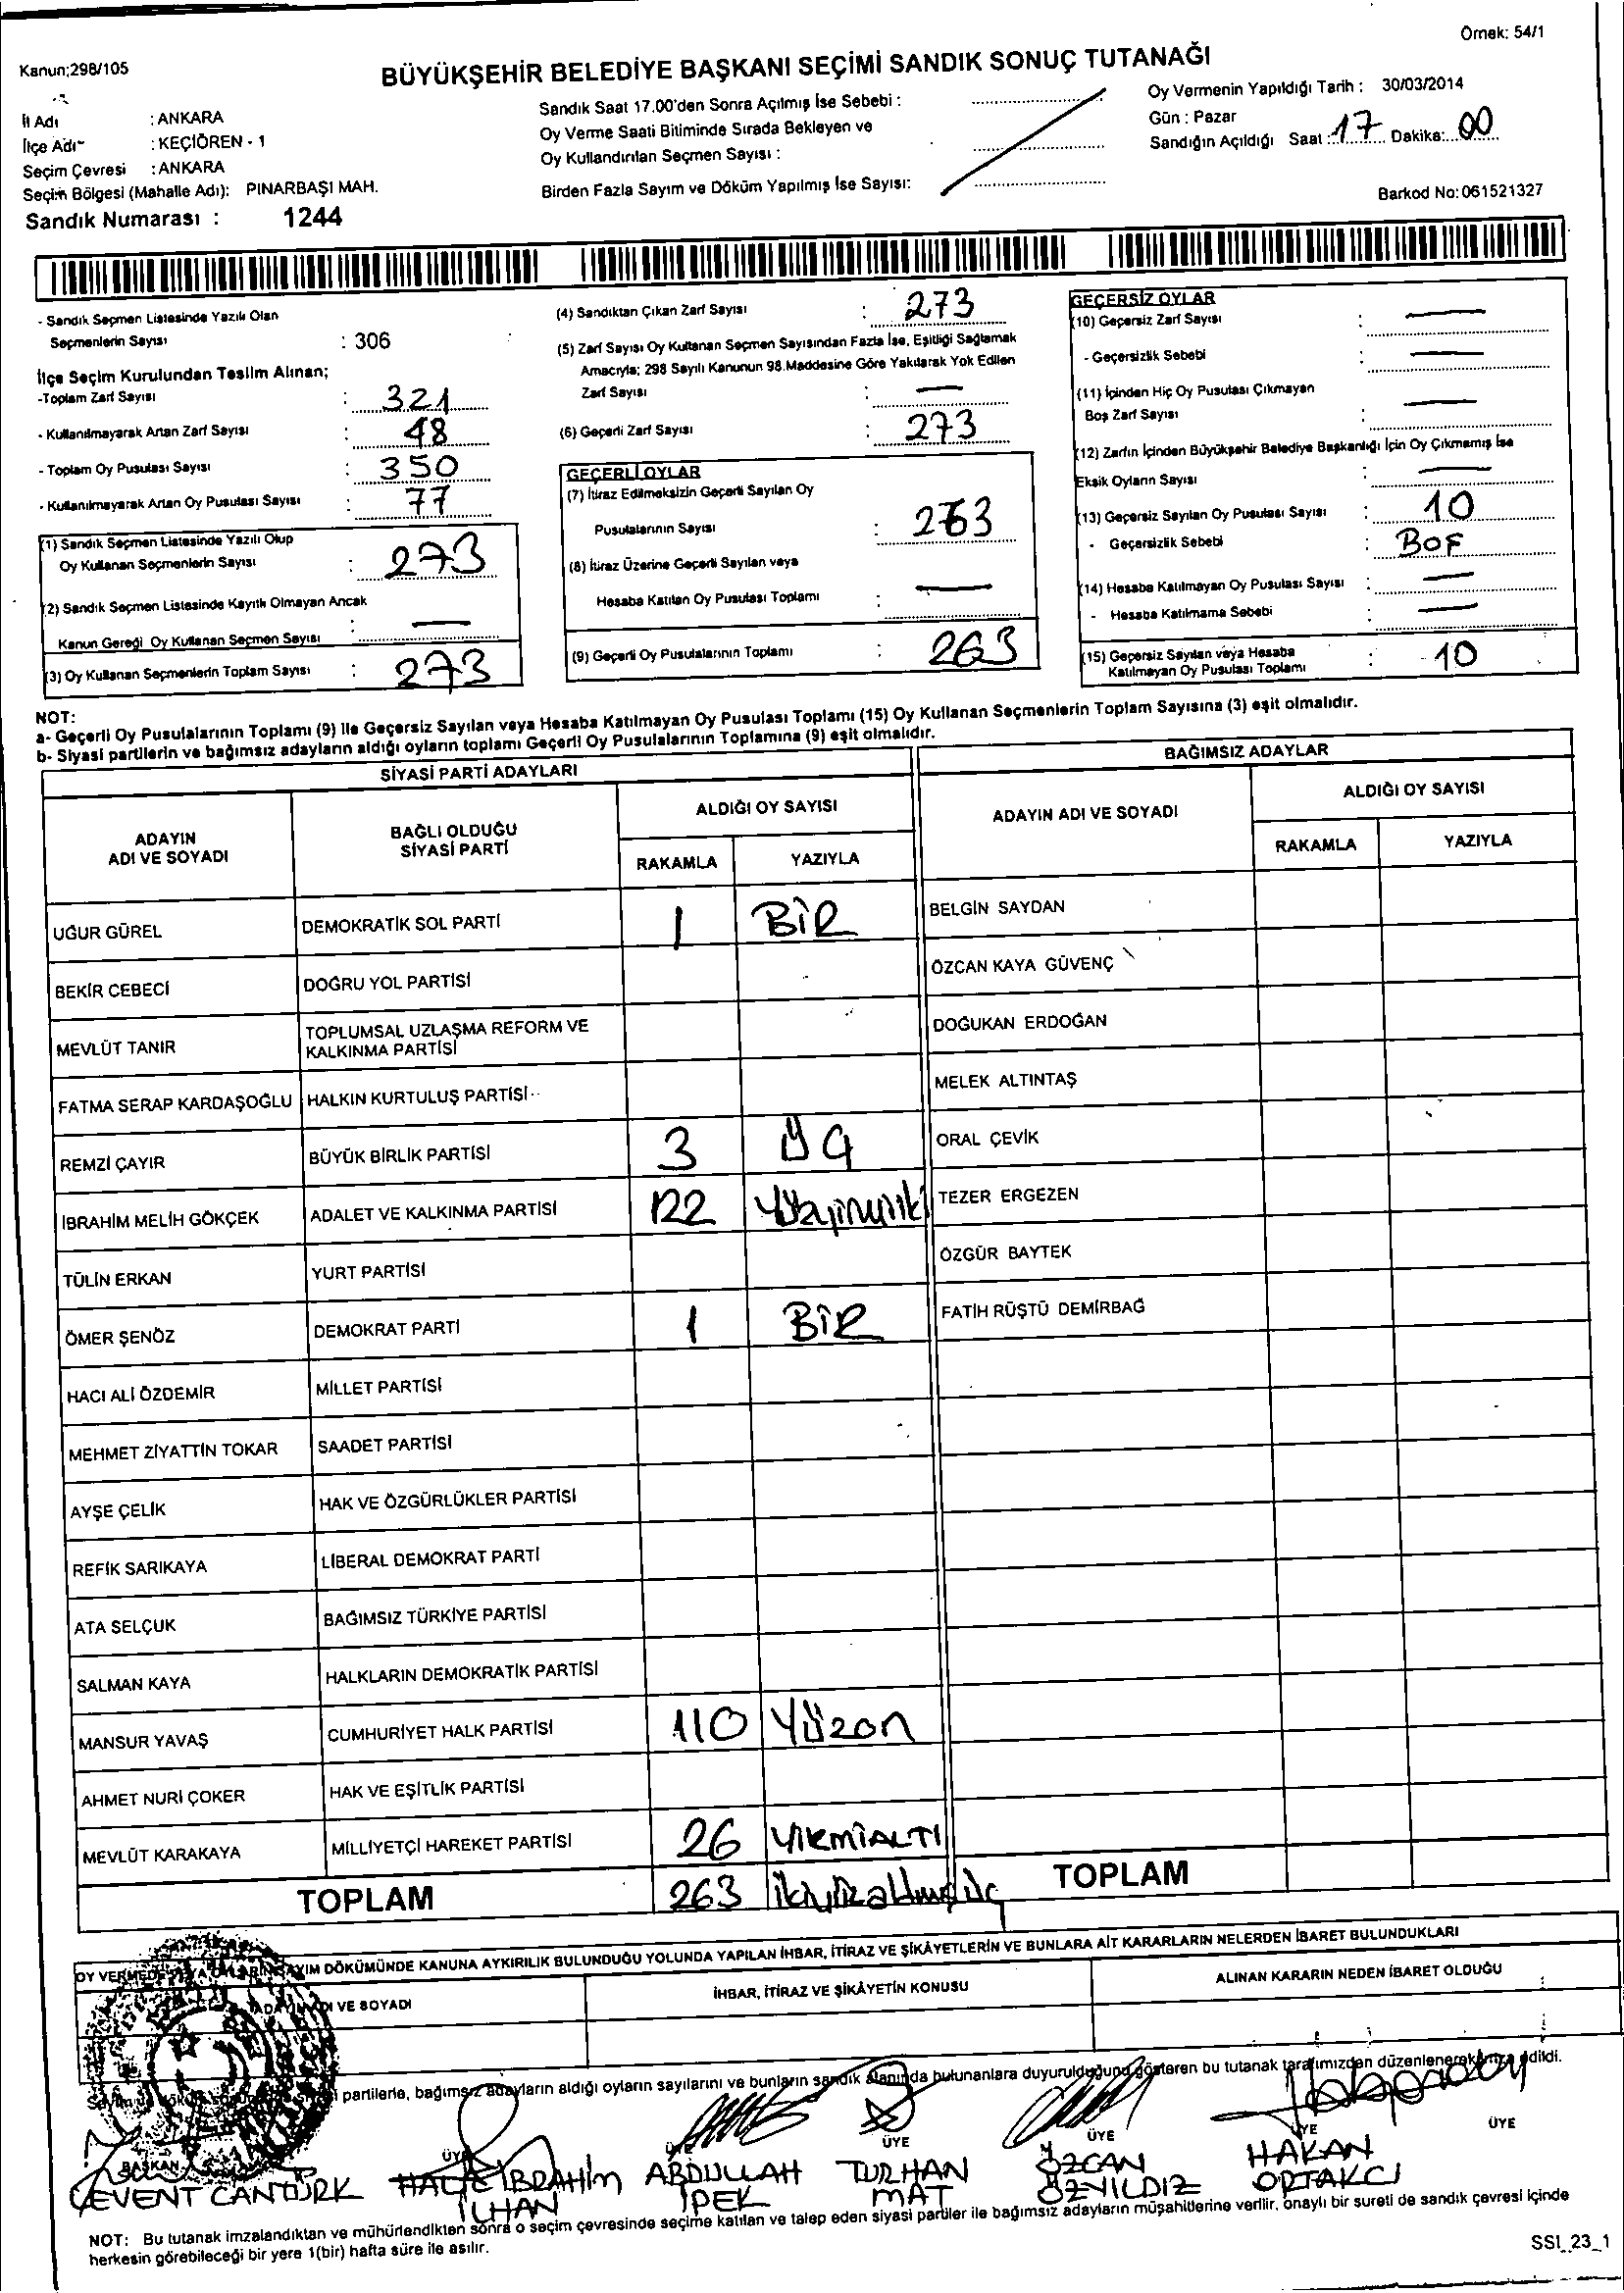 Örnek: 54/1
Kanun;298/105
BÜYÜKŞEHİR BELEDİYE BAŞKANI SEÇİMİ SANDIK SONUÇ TUTANAĞI
İl Adı : ANKARA
İlçe Adı : KEÇİÖREN - 1
Seçim Çevresi : ANKARA
Seçim Bölgesi (Mahalle Adı): PINARBAŞI MAH.
Sandık Numarası : 1244
Sandık Saat 17.00'den Sonra Açılmış İse Sebebi :
Oy Verme Saati Bitiminde Sırada Bekleyen ve
Oy Kullandırılan Seçmen Sayısı :
Birden Fazla Sayım ve Döküm Yapılmış İse Sayısı:
Oy Vermenin Yapıldığı Tarih : 30/03/2014
Gün : Pazar
Sandığın Açıldığı Saat : 17 Dakika: 00
Barkod No: 061521327
- Sandık Seçmen Listesinde Yazılı Olan
Seçmenlerin Sayısı : 306
İlçe Seçim Kurulundan Teslim Alınan;
-Toplam Zarf Sayısı : 321
- Kullanılmayarak Artan Zarf Sayısı : 48
- Toplam Oy Pusulası Sayısı : 350
- Kullanılmayarak Artan Oy Pusulası Sayısı : 77
(1) Sandık Seçmen Listesinde Yazılı Olup
Oy Kullanan Seçmenlerin Sayısı : 273
(2) Sandık Seçmen Listesinde Kayıtlı Olmayan Ancak
Kanun Gereği Oy Kullanan Seçmen Sayısı : —
(3) Oy Kullanan Seçmenlerin Toplam Sayısı : 273
(4) Sandıktan Çıkan Zarf Sayısı : 273
(5) Zarf Sayısı Oy Kullanan Seçmen Sayısından Fazla İse, Eşitliği Sağlamak
Amacıyla; 298 Sayılı Kanunun 98.Maddesine Göre Yakılarak Yok Edilen
Zarf Sayısı : —
(6) Geçerli Zarf Sayısı : 273
GEÇERLİ OYLAR
(7) İtiraz Edilmeksizin Geçerli Sayılan Oy
Pusulalarının Sayısı : 263
(8) İtiraz Üzerine Geçerli Sayılan veya
Hesaba Katılan Oy Pusulası Toplamı : —
(9) Geçerli Oy Pusulalarının Toplamı : 263
GEÇERSİZ OYLAR
(10) Geçersiz Zarf Sayısı : —
- Geçersizlik Sebebi : —
(11) İçinden Hiç Oy Pusulası Çıkmayan
Boş Zarf Sayısı : —
(12) Zarfın İçinden Büyükşehir Belediye Başkanlığı İçin Oy Çıkmamış İse
Eksik Oyların Sayısı : —
(13) Geçersiz Sayılan Oy Pusulası Sayısı : 10
- Geçersizlik Sebebi :
(14) Hesaba Katılmayan Oy Pusulası Sayısı : —
- Hesaba Katılmama Sebebi : —
(15) Geçersiz Sayılan veya Hesaba
Katılmayan Oy Pusulası Toplamı : 10
NOT:
a- Geçerli Oy Pusulalarının Toplamı (9) ile Geçersiz Sayılan veya Hesaba Katılmayan Oy Pusulası Toplamı (15) Oy Kullanan Seçmenlerin Toplam Sayısına (3) eşit olmalıdır.
b- Siyasi partilerin ve bağımsız adayların aldığı oyların toplamı Geçerli Oy Pusulalarının Toplamına (9) eşit olmalıdır.
SİYASİ PARTİ ADAYLARI
ADAYIN ADI VE SOYADI BAĞLI OLDUĞU SİYASİ PARTİ ALDIĞI OY SAYISI RAKAMLA YAZIYLA
UĞUR GÜREL DEMOKRATİK SOL PARTİ 1 BİR
BEKİR CEBECİ DOĞRU YOL PARTİSİ
MEVLÜT TANIR TOPLUMSAL UZLAŞMA REFORM VE KALKINMA PARTİSİ
FATMA SERAP KARDAŞOĞLU HALKIN KURTULUŞ PARTİSİ
REMZİ ÇAYIR BÜYÜK BİRLİK PARTİSİ 3 ÜÇ
İBRAHİM MELİH GÖKÇEK ADALET VE KALKINMA PARTİSİ 122 Yüzyirmiiki
TÜLİN ERKAN YURT PARTİSİ
ÖMER ŞENÖZ DEMOKRAT PARTİ 1 BİR
HACI ALİ ÖZDEMİR MİLLET PARTİSİ
MEHMET ZİYATTİN TOKAR SAADET PARTİSİ
AYŞE ÇELİK HAK VE ÖZGÜRLÜKLER PARTİSİ
REFİK SARIKAYA LİBERAL DEMOKRAT PARTİ
ATA SELÇUK BAĞIMSIZ TÜRKİYE PARTİSİ
SALMAN KAYA HALKLARIN DEMOKRATİK PARTİSİ
MANSUR YAVAŞ CUMHURİYET HALK PARTİSİ 110 Yüzon
AHMET NURİ ÇOKER HAK VE EŞİTLİK PARTİSİ
MEVLÜT KARAKAYA MİLLİYETÇİ HAREKET PARTİSİ 26 YİRMİALTI
TOPLAM 263 ikiyüzaltmışüç
BAĞIMSIZ ADAYLAR
ADAYIN ADI VE SOYADI ALDIĞI OY SAYISI RAKAMLA YAZIYLA
BELGİN SAYDAN
ÖZCAN KAYA GÜVENÇ
DOĞUKAN ERDOĞAN
MELEK ALTINTAŞ
ORAL ÇEVİK
TEZER ERGEZEN
ÖZGÜR BAYTEK
FATİH RÜŞTÜ DEMİRBAĞ
TOPLAM
DÖKÜMÜNDE KANUNA AYKIRILIK BULUNDUĞU YOLUNDA YAPILAN İHBAR, İTİRAZ VE ŞİKÂYETLERİN VE BUNLARA AİT KARARLARIN NELERDEN İBARET BULUNDUKLARI
VE SOYADI İHBAR, İTİRAZ VE ŞİKÂYETİN KONUSU ALINAN KARARIN NEDEN İBARET OLDUĞU
partilerle, bağımsız adayların aldığı oyların sayılarını ve bunların sandık alanında bulunanlara duyurulduğunu gösteren bu tutanak tarafımızdan düzenlenerek imza edildi.
BAŞKAN ÜYE ÜYE ÜYE ÜYE ÜYE ÜYE
LEVENT CANTÜRK
HALİL İBRAHİM İLHAN
ABDULLAH İPEK
TURHAN MAT
ÖZCAN ÖZYILDIZ
HAKAN ORTAKCI
NOT: Bu tutanak imzalandıktan ve mühürlendikten sonra o seçim çevresinde seçime katılan ve talep eden siyasi partiler ile bağımsız adayların müşahitlerine verilir, onaylı bir sureti de sandık çevresi içinde
herkesin görebileceği bir yere 1(bir) hafta süre ile asılır.
SSI_23_1